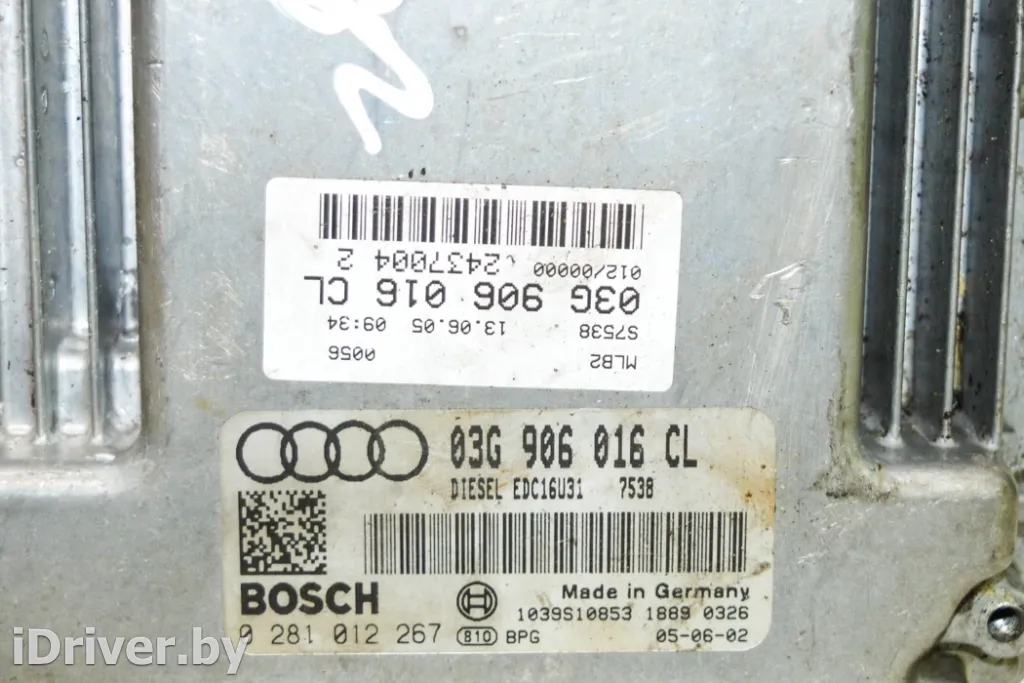 2437004 2
012/00000
03G 906 016 CL
S7538 13.06.05 09:34
MLB2 0056
03G 906 016 CL
DIESEL EDC16U31 7538
BOSCH
Made in Germany
1039S10853 1889 0326
0 281 012 267 810 BPG 05-06-02
iDriver.by